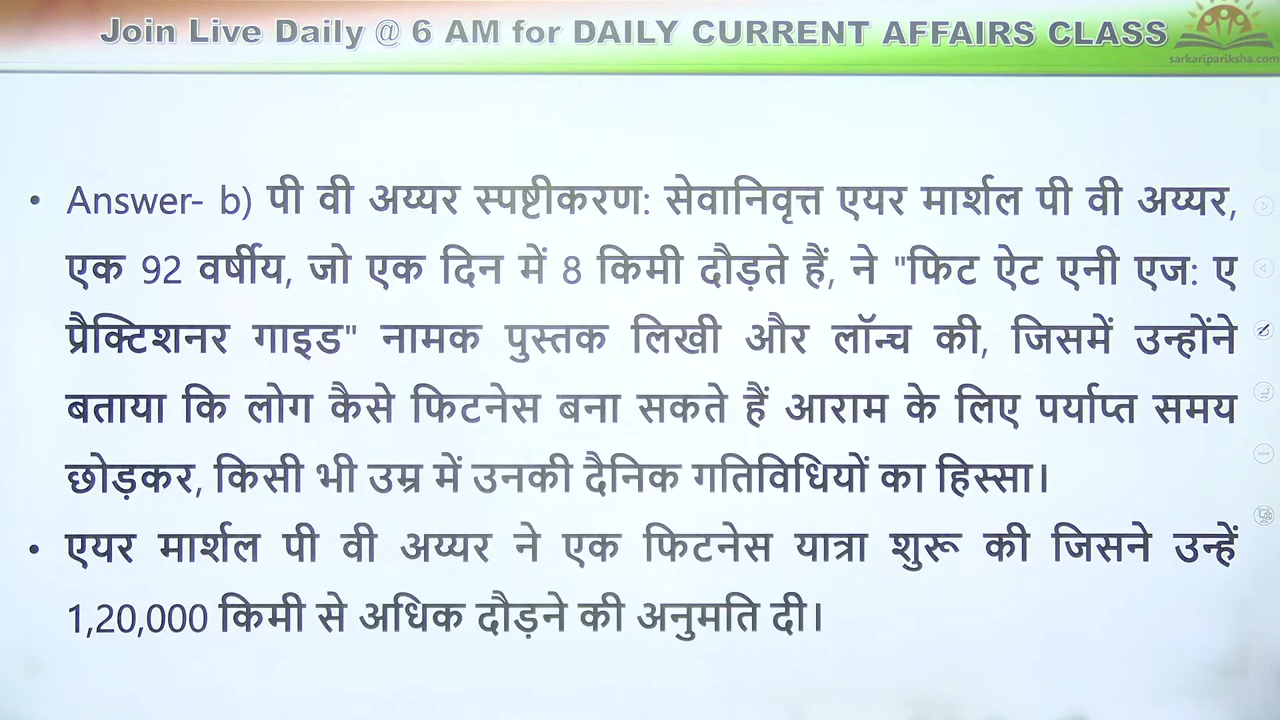 Join Live Daily @ 6 AM for DAILY CURRENT AFFAIRS CLASS
sarkaripariksha.com
• Answer- b) पी वी अय्यर स्पष्टीकरण: सेवानिवृत्त एयर मार्शल पी वी अय्यर,
एक 92 वर्षीय, जो एक दिन में 8 किमी दौड़ते हैं, ने "फिट ऐट एनी एज: ए
प्रैक्टिशनर गाइड" नामक पुस्तक लिखी और लॉन्च की, जिसमें उन्होंने
बताया कि लोग कैसे फिटनेस बना सकते हैं आराम के लिए पर्याप्त समय
छोड़कर, किसी भी उम्र में उनकी दैनिक गतिविधियों का हिस्सा।
• एयर मार्शल पी वी अय्यर ने एक फिटनेस यात्रा शुरू की जिसने उन्हें
1,20,000 किमी से अधिक दौड़ने की अनुमति दी।